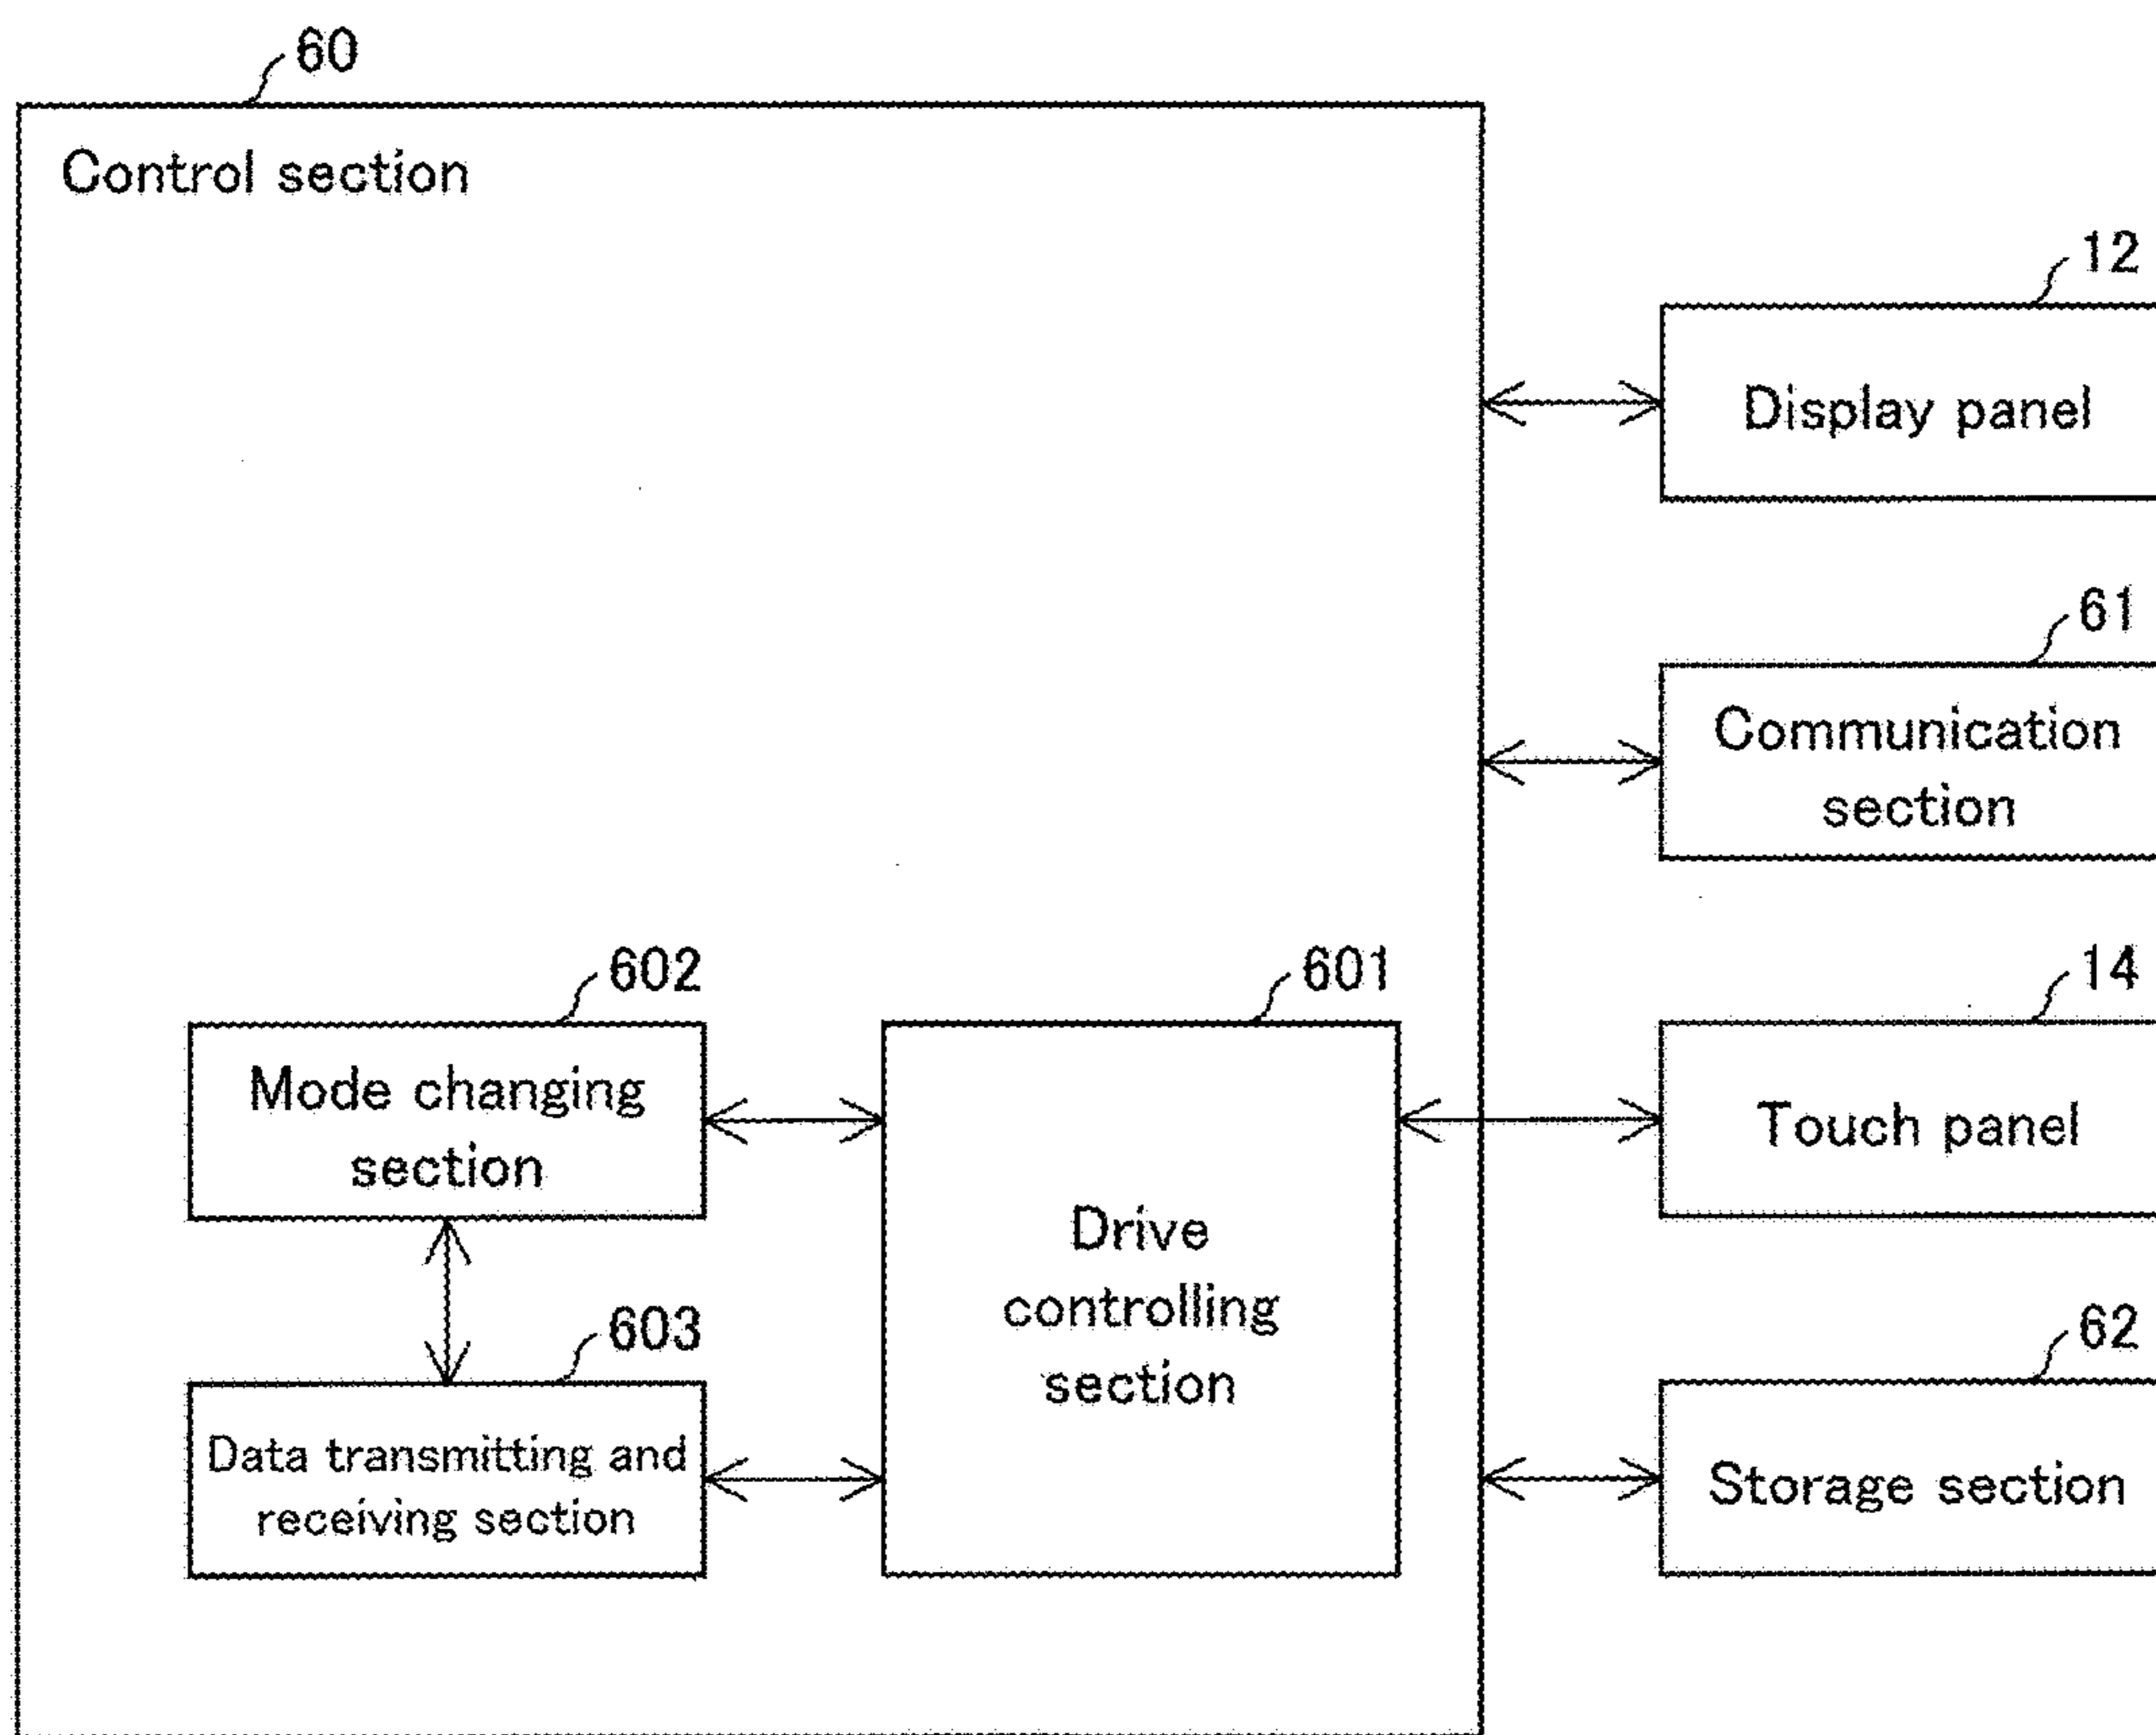 60
Control section
12
Display panel
61
Communication
section
602
Mode changing
section
601
Drive
controlling
section
14
Touch panel
603
Data transmitting and
receiving section
62
Storage section